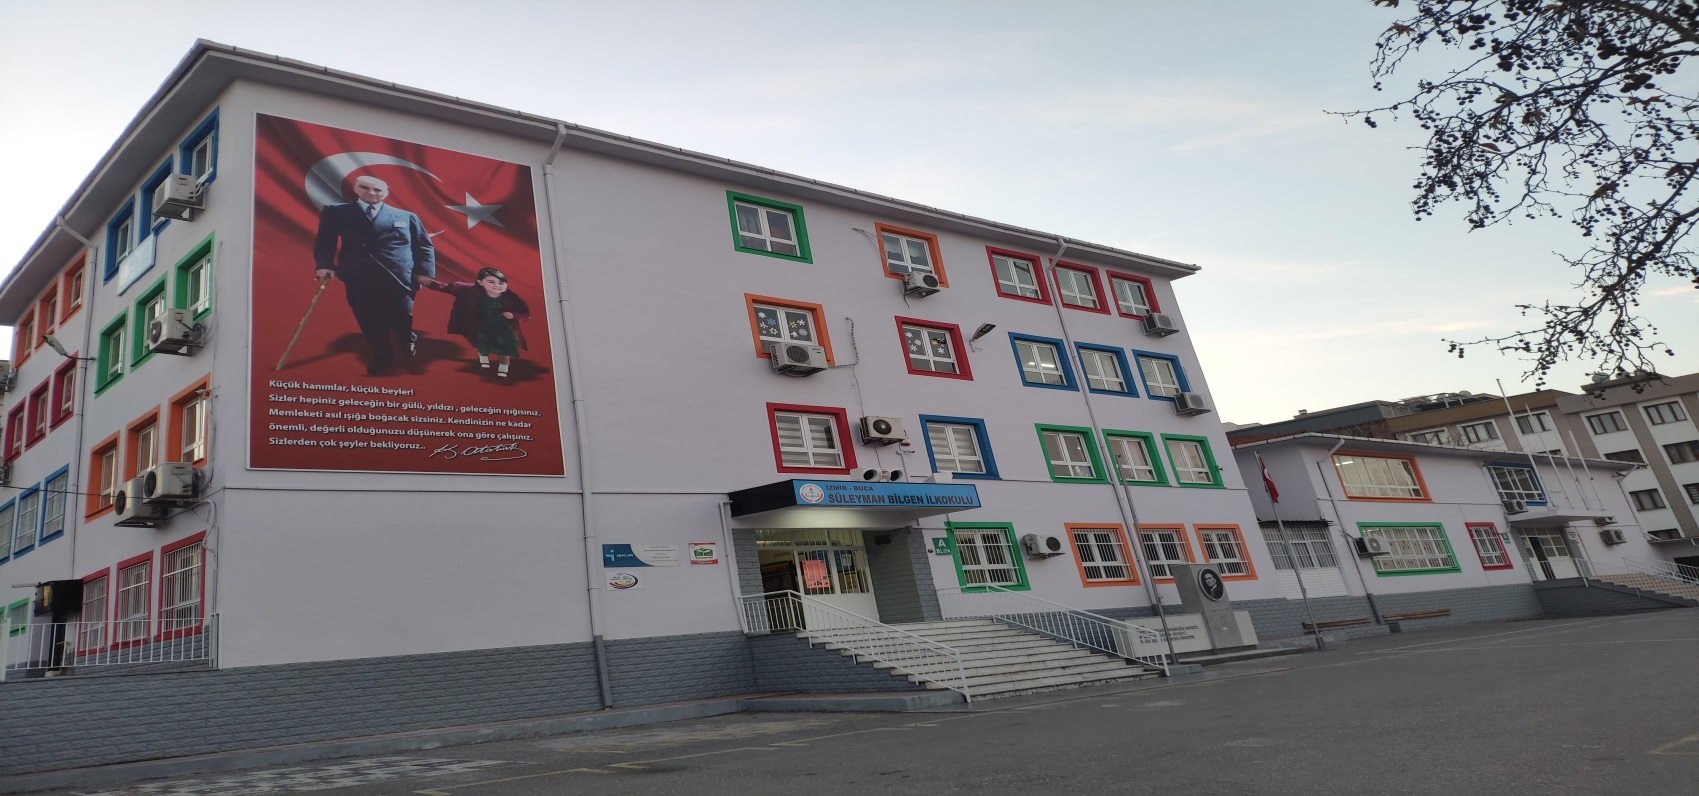 Küçük hanımlar, küçük beyler!
Sizler hepiniz geleceğin bir gülü, yıldızı , geleceğin ışığısınız.
Memleketi asıl ışığa boğacak sizsiniz. Kendinizin ne kadar
önemli, değerli olduğunuzu düşünerek ona göre çalışınız.
Sizlerden çok şeyler bekliyoruz.. K. Atatürk
İZMİR - BUCA
SÜLEYMAN BİLGEN İLKOKULU
İŞKUR
A
BLOK